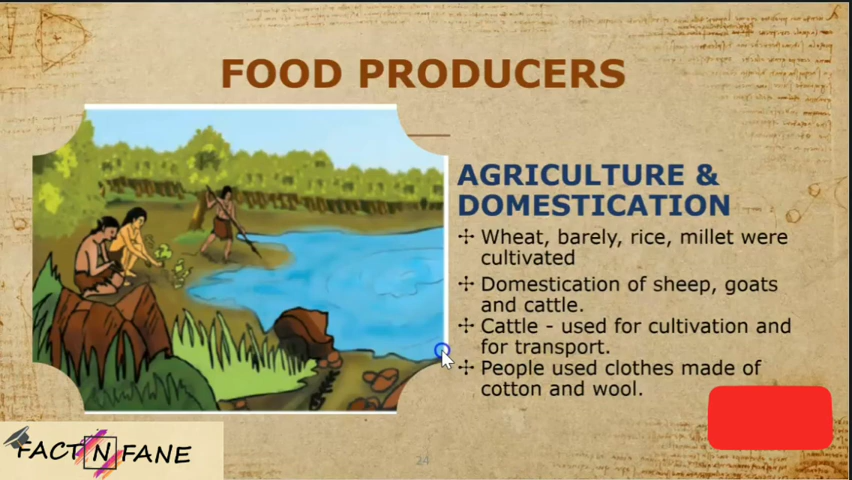 FOOD PRODUCERS
AGRICULTURE &
DOMESTICATION
Wheat, barely, rice, millet were
cultivated
Domestication of sheep, goats
and cattle.
Cattle - used for cultivation and
for transport.
People used clothes made of
cotton and wool.
FACT N FANE
24